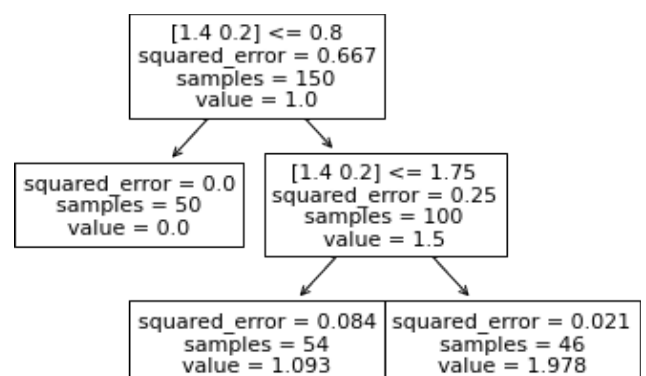 [1.4 0.2] <= 0.8
squared_error = 0.667
samples = 150
value = 1.0
squared_error = 0.0
samples = 50
value = 0.0
[1.4 0.2] <= 1.75
squared_error = 0.25
samples = 100
value = 1.5
squared_error = 0.084
samples = 54
value = 1.093
squared_error = 0.021
samples = 46
value = 1.978